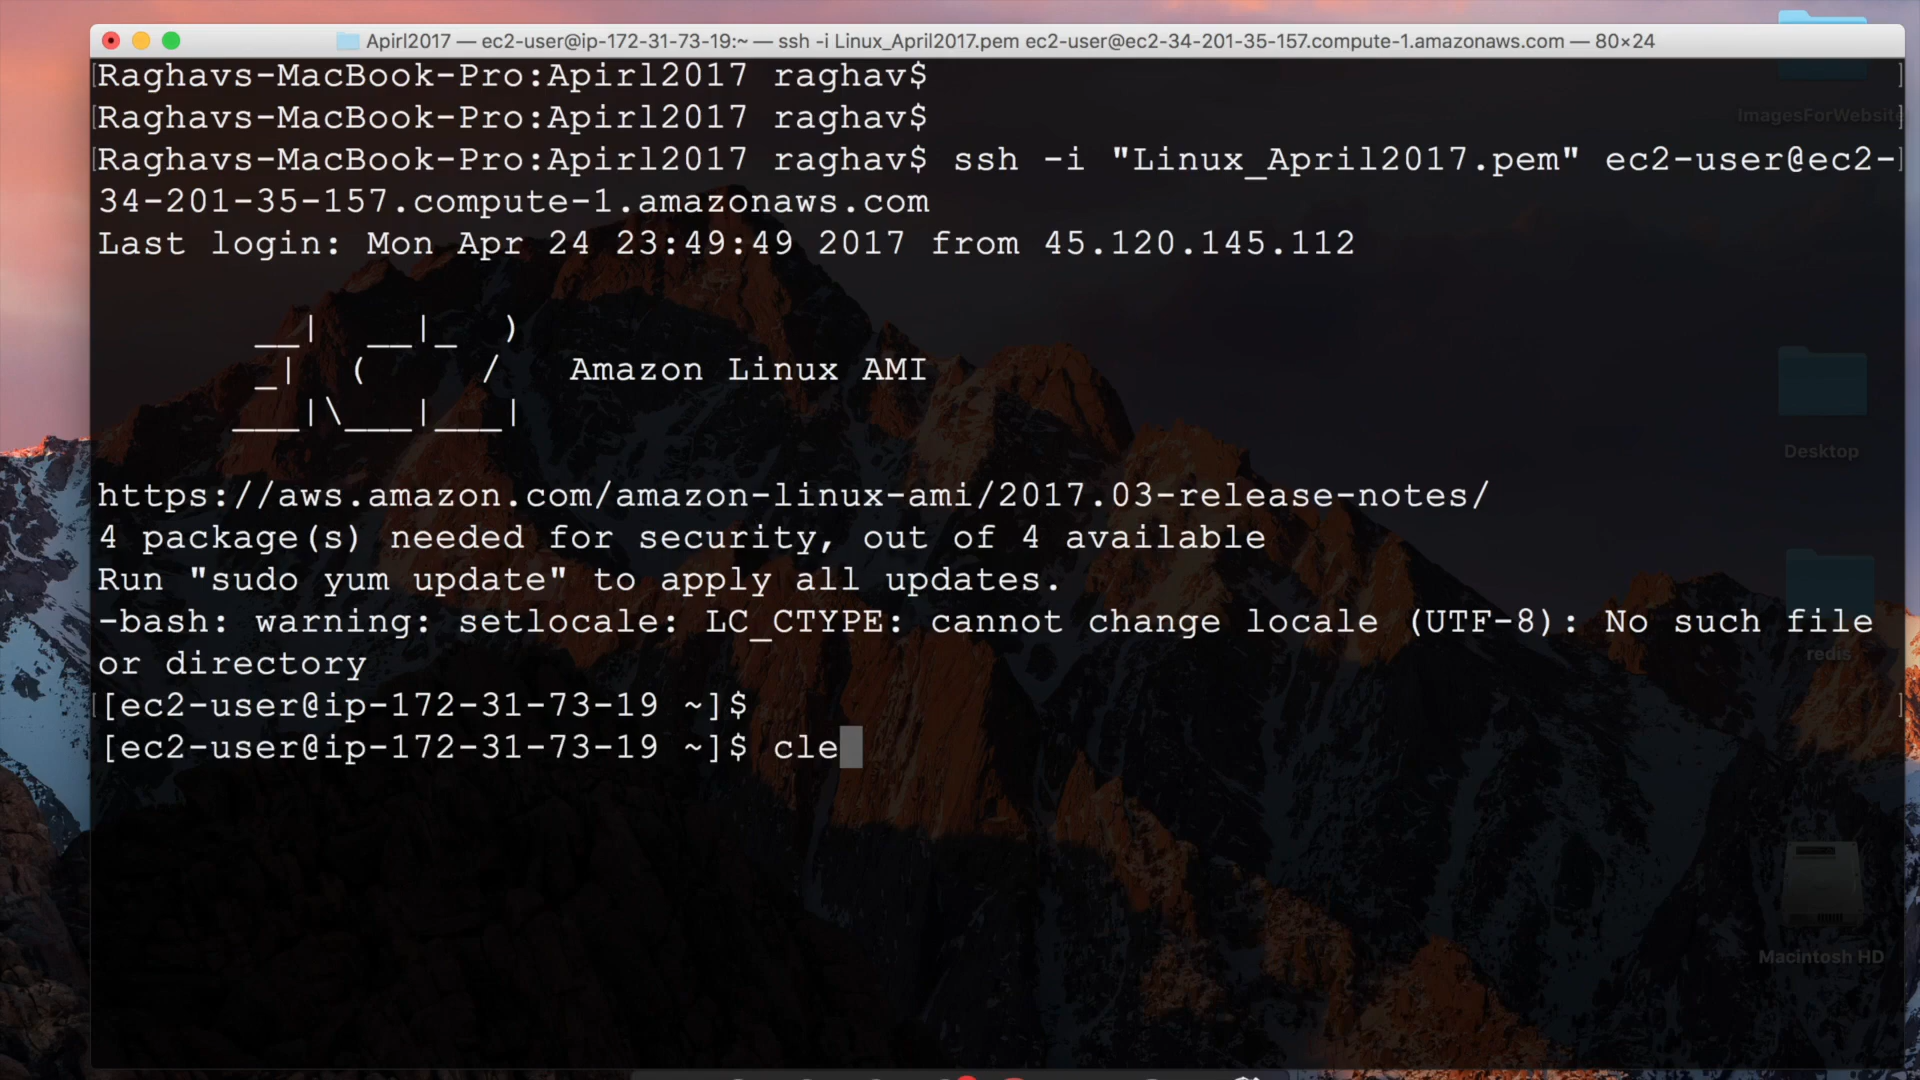 Apirl2017 — ec2-user@ip-172-31-73-19:~ — ssh -i Linux_April2017.pem ec2-user@ec2-34-201-35-157.compute-1.amazonaws.com — 80×24
[Raghavs-MacBook-Pro:Apirl2017 raghav$ ]
[Raghavs-MacBook-Pro:Apirl2017 raghav$ ]
[Raghavs-MacBook-Pro:Apirl2017 raghav$ ssh -i "Linux_April2017.pem" ec2-user@ec2-]
34-201-35-157.compute-1.amazonaws.com
Last login: Mon Apr 24 23:49:49 2017 from 45.120.145.112
       __|  __|_  )
       _|  (     /   Amazon Linux AMI
      ___|\___|___|
https://aws.amazon.com/amazon-linux-ami/2017.03-release-notes/
4 package(s) needed for security, out of 4 available
Run "sudo yum update" to apply all updates.
-bash: warning: setlocale: LC_CTYPE: cannot change locale (UTF-8): No such file
or directory
[[ec2-user@ip-172-31-73-19 ~]$ ]
[ec2-user@ip-172-31-73-19 ~]$ cle
ImagesForWebsite
Desktop
redis
Macintosh HD